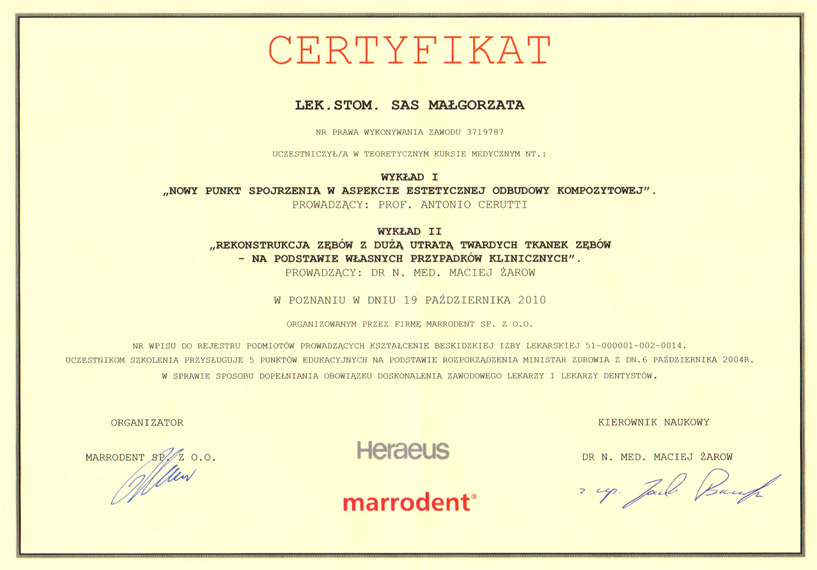 CERTYFIKAT
LEK.STOM. SAS MAŁGORZATA
NR PRAWA WYKONYWANIA ZAWODU 3719787
UCZESTNICZYŁ/A W TEORETYCZNYM KURSIE MEDYCZNYM NT.:
WYKŁAD I
„NOWY PUNKT SPOJRZENIA W ASPEKCIE ESTETYCZNEJ ODBUDOWY KOMPOZYTOWEJ”.
PROWADZĄCY: PROF. ANTONIO CERUTTI
WYKŁAD II
„REKONSTRUKCJA ZĘBÓW Z DUŻĄ UTRATĄ TWARDYCH TKANEK ZĘBÓW
- NA PODSTAWIE WŁASNYCH PRZYPADKÓW KLINICZNYCH”.
PROWADZĄCY: DR N. MED. MACIEJ ŻAROW
W POZNANIU W DNIU 19 PAŹDZIERNIKA 2010
ORGANIZOWANYM PRZEZ FIRMĘ MARRODENT SP. Z O.O.
NR WPISU DO REJESTRU PODMIOTÓW PROWADZĄCYCH KSZTAŁCENIE BESKIDZKIEJ IZBY LEKARSKIEJ 51-000001-002-0014.
UCZESTNIKOM SZKOLENIA PRZYSŁUGUJE 5 PUNKTÓW EDUKACYJNYCH NA PODSTAWIE ROZPORZĄDZENIA MINISTAR ZDROWIA Z DN.6 PAŹDZIERNIKA 2004R.
W SPRAWIE SPOSOBU DOPEŁNIANIA OBOWIĄZKU DOSKONALENIA ZAWODOWEGO LEKARZY I LEKARZY DENTYSTÓW.
ORGANIZATOR
KIEROWNIK NAUKOWY
MARRODENT SP. Z O.O.
Heraeus
DR N. MED. MACIEJ ŻAROW
marrodent®
z up.